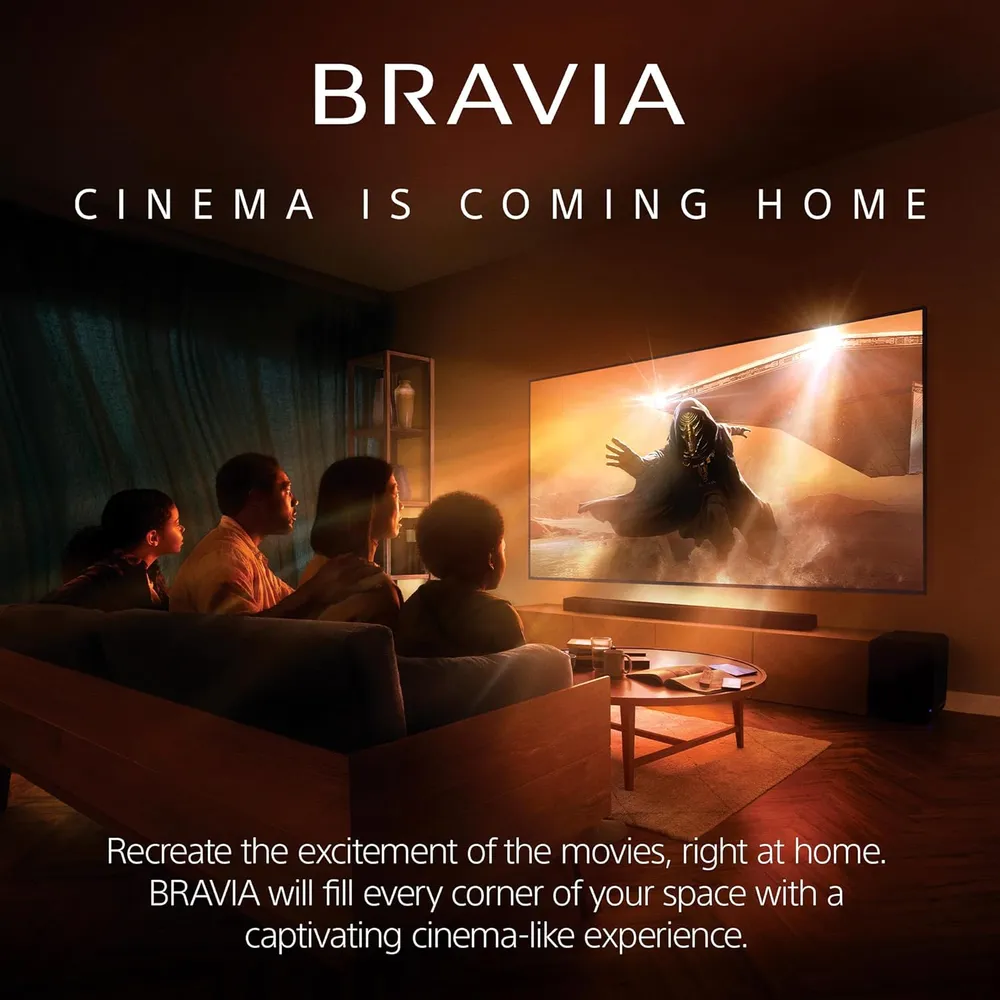 BRAVIA
CINEMA IS COMING HOME
Recreate the excitement of the movies, right at home.
BRAVIA will fill every corner of your space with a
captivating cinema-like experience.